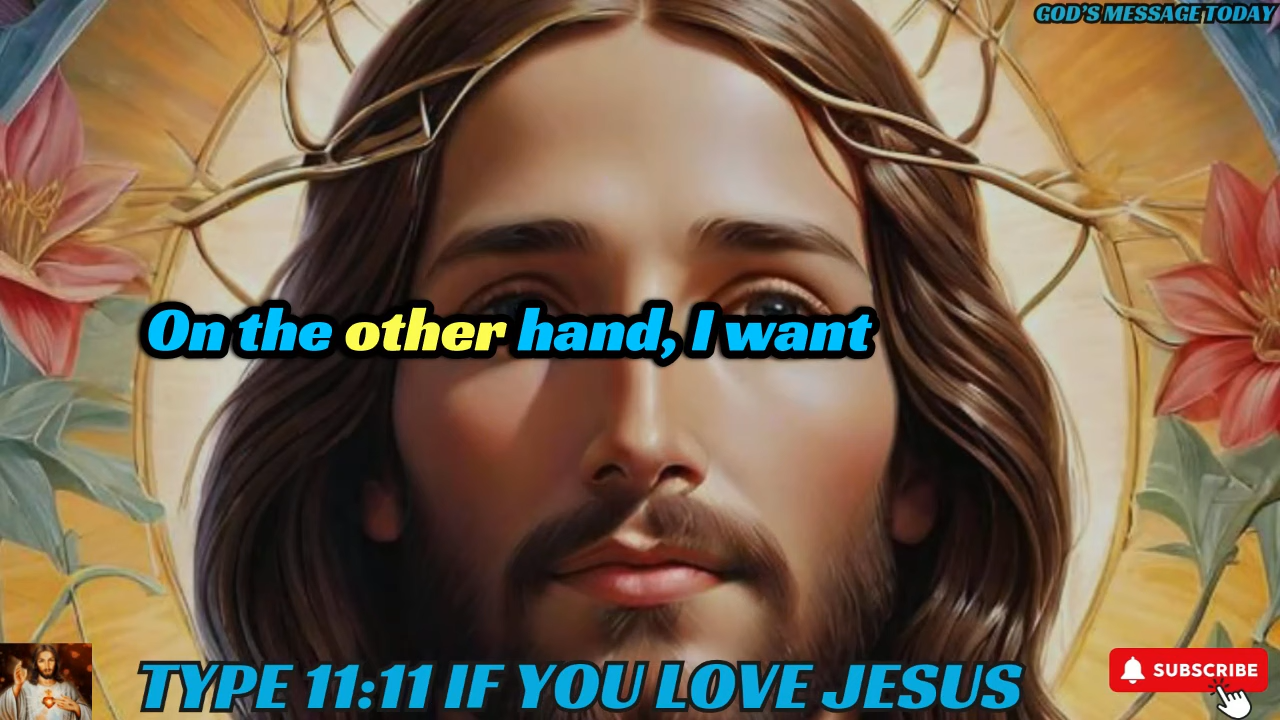 GOD'S MESSAGE TODAY
On the other hand, I want
TYPE 11:11 IF YOU LOVE JESUS
SUBSCRIBE